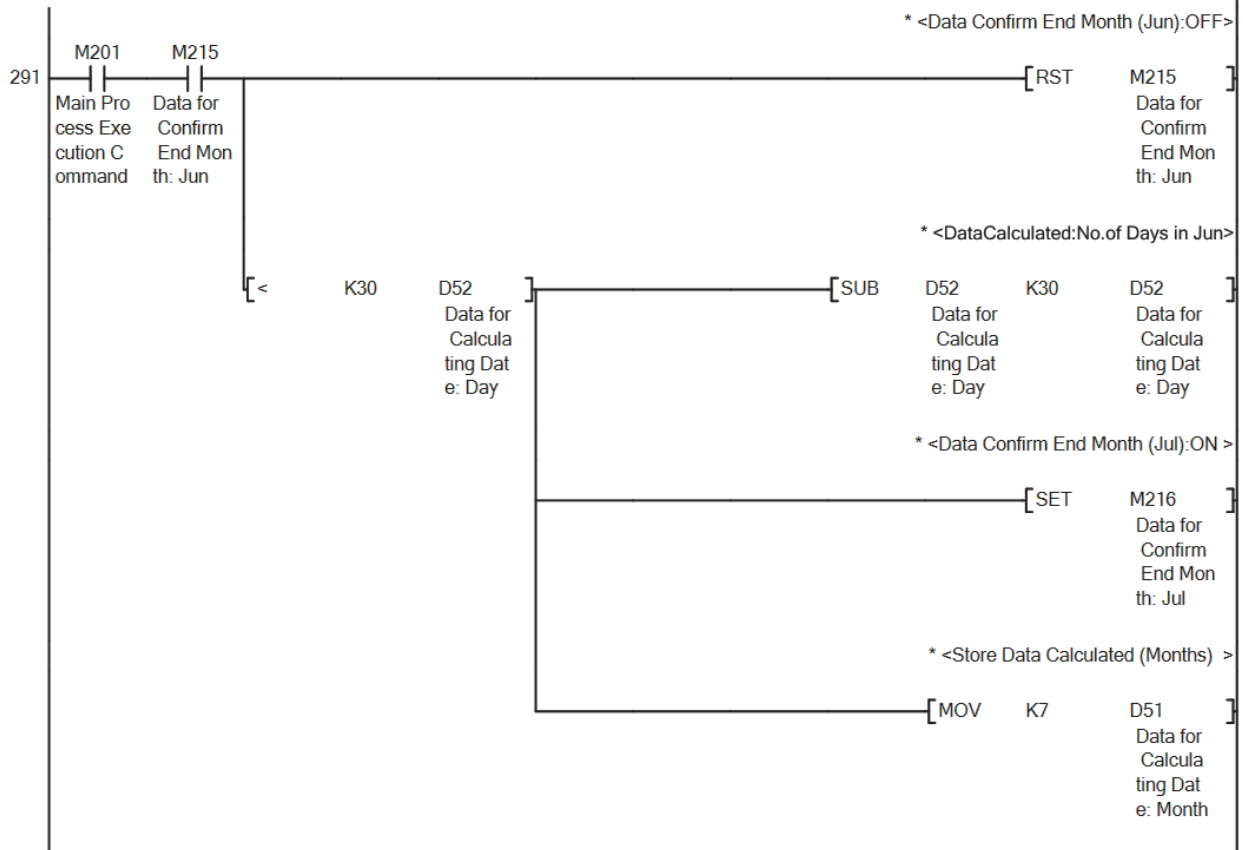 * <Data Confirm End Month (Jun):OFF>
M201 M215
291 RST M215
Main Pro Data for Data for
cess Exe Confirm Confirm
cution C End Mon End Mon
ommand th: Jun th: Jun
* <DataCalculated:No.of Days in Jun>
< K30 D52 SUB D52 K30 D52
Data for Data for Data for
Calcula Calcula Calcula
ting Dat ting Dat ting Dat
e: Day e: Day e: Day
* <Data Confirm End Month (Jul):ON >
SET M216
Data for
Confirm
End Mon
th: Jul
* <Store Data Calculated (Months) >
MOV K7 D51
Data for
Calcula
ting Dat
e: Month